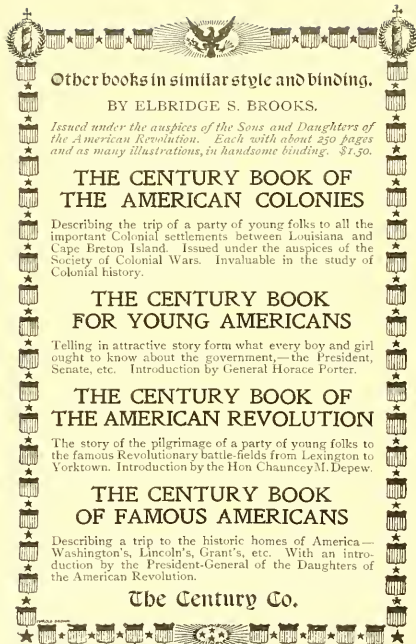 Other books in similar style and binding.
BY ELBRIDGE S. BROOKS.
Issued under the auspices of the Sons and Daughters of
the American Revolution. Each with about 250 pages
and as many illustrations, in handsome binding. $1.50.
THE CENTURY BOOK OF
THE AMERICAN COLONIES
Describing the trip of a party of young folks to all the
important Colonial settlements between Louisiana and
Cape Breton Island. Issued under the auspices of the
Society of Colonial Wars. Invaluable in the study of
Colonial history.
THE CENTURY BOOK
FOR YOUNG AMERICANS
Telling in attractive story form what every boy and girl
ought to know about the government,—the President,
Senate, etc. Introduction by General Horace Porter.
THE CENTURY BOOK OF
THE AMERICAN REVOLUTION
The story of the pilgrimage of a party of young folks to
the famous Revolutionary battle-fields from Lexington to
Yorktown. Introduction by the Hon Chauncey M. Depew.
THE CENTURY BOOK
OF FAMOUS AMERICANS
Describing a trip to the historic homes of America—
Washington's, Lincoln's, Grant's, etc. With an intro-
duction by the President-General of the Daughters of
the American Revolution.
The Century Co.